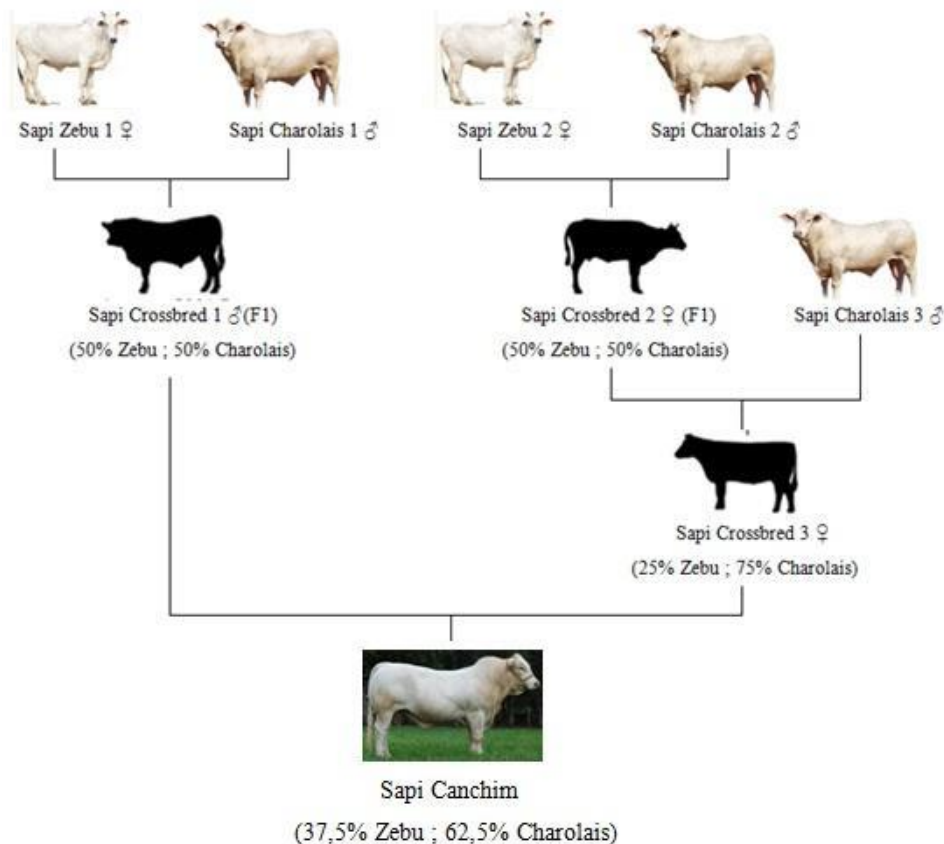 Sapi Zebu 1 ♀
Sapi Charolais 1 ♂
Sapi Zebu 2 ♀
Sapi Charolais 2 ♂
Sapi Crossbred 1 ♂(F1)
(50% Zebu ; 50% Charolais)
Sapi Crossbred 2 ♀ (F1)
(50% Zebu ; 50% Charolais)
Sapi Charolais 3 ♂
Sapi Crossbred 3 ♀
(25% Zebu ; 75% Charolais)
Sapi Canchim
(37,5% Zebu ; 62,5% Charolais)